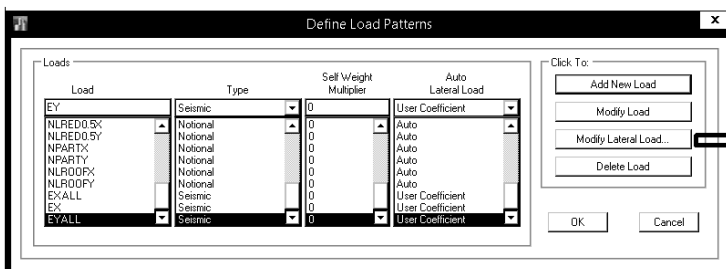 Define Load Patterns
x
Loads
Click To:
Load Type Self Weight Multiplier Auto Lateral Load
EY Seismic 0 User Coefficient
NLRED0.5X Notional 0 Auto
NLRED0.5Y Notional 0 Auto
NPARTX Notional 0 Auto
NPARTY Notional 0 Auto
NLROOFX Notional 0 Auto
NLROOFY Notional 0 Auto
EXALL Seismic 0 User Coefficient
EX Seismic 0 User Coefficient
EYALL Seismic 0 User Coefficient
Add New Load
Modify Load
Modify Lateral Load...
Delete Load
OK Cancel